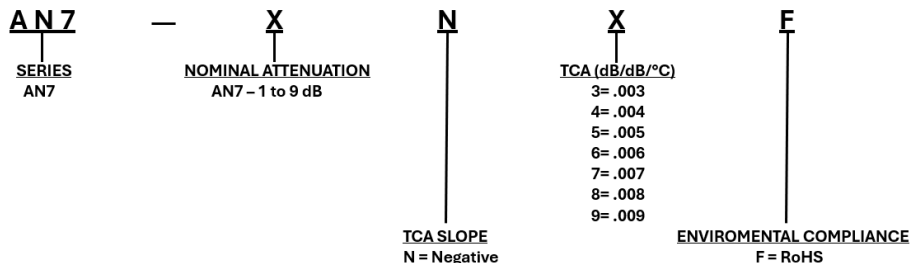 AN7 — X N X F
SERIES NOMINAL ATTENUATION TCA (dB/dB/°C)
AN7 AN7 – 1 to 9 dB 3= .003
4= .004
5= .005
6= .006
7= .007
8= .008
9= .009
TCA SLOPE ENVIROMENTAL COMPLIANCE
N = Negative F = RoHS